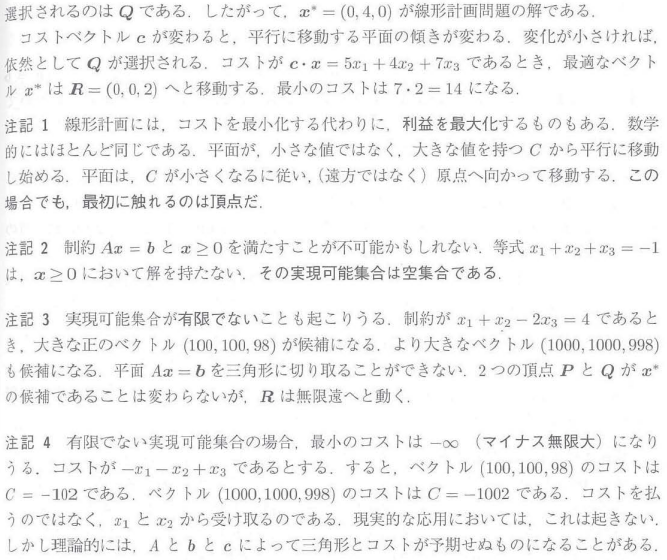 選択されるのは Q である．したがって，x* = (0, 4, 0) が線形計画問題の解である．
コストベクトル c が変わると，平行に移動する平面の傾きが変わる．変化が小さければ，
依然として Q が選択される．コストが c・x = 5x₁ + 4x₂ + 7x₃ であるとき，最適なベクト
ル x* は R = (0, 0, 2) へと移動する．最小のコストは 7・2 = 14 になる．
注記 1 線形計画には，コストを最小化する代わりに，利益を最大化するものもある．数学
的にはほとんど同じである．平面が，小さな値ではなく，大きな値を持つ C から平行に移動
し始める．平面は，C が小さくなるに従い，（遠方ではなく）原点へ向かって移動する．この
場合でも，最初に触れるのは頂点だ．
注記 2 制約 Ax = b と x ≥ 0 を満たすことが不可能かもしれない．等式 x₁ + x₂ + x₃ = −1
は，x ≥ 0 において解を持たない．その実現可能集合は空集合である．
注記 3 実現可能集合が有限でないことも起こりうる．制約が x₁ + x₂ − 2x₃ = 4 であると
き，大きな正のベクトル (100, 100, 98) が候補になる．より大きなベクトル (1000, 1000, 998)
も候補になる．平面 Ax = b を三角形に切り取ることができない．2 つの頂点 P と Q が x*
の候補であることは変わらないが，R は無限遠へと動く．
注記 4 有限でない実現可能集合の場合，最小のコストは −∞ （マイナス無限大）になり
うる．コストが −x₁ − x₂ + x₃ であるとする．すると，ベクトル (100, 100, 98) のコストは
C = −102 である．ベクトル (1000, 1000, 998) のコストは C = −1002 である．コストを払
うのではなく，x₁ と x₂ から受け取るのである．現実的な応用においては，これは起きない．
しかし理論的には，A と b と c によって三角形とコストが予期せぬものになることがある．